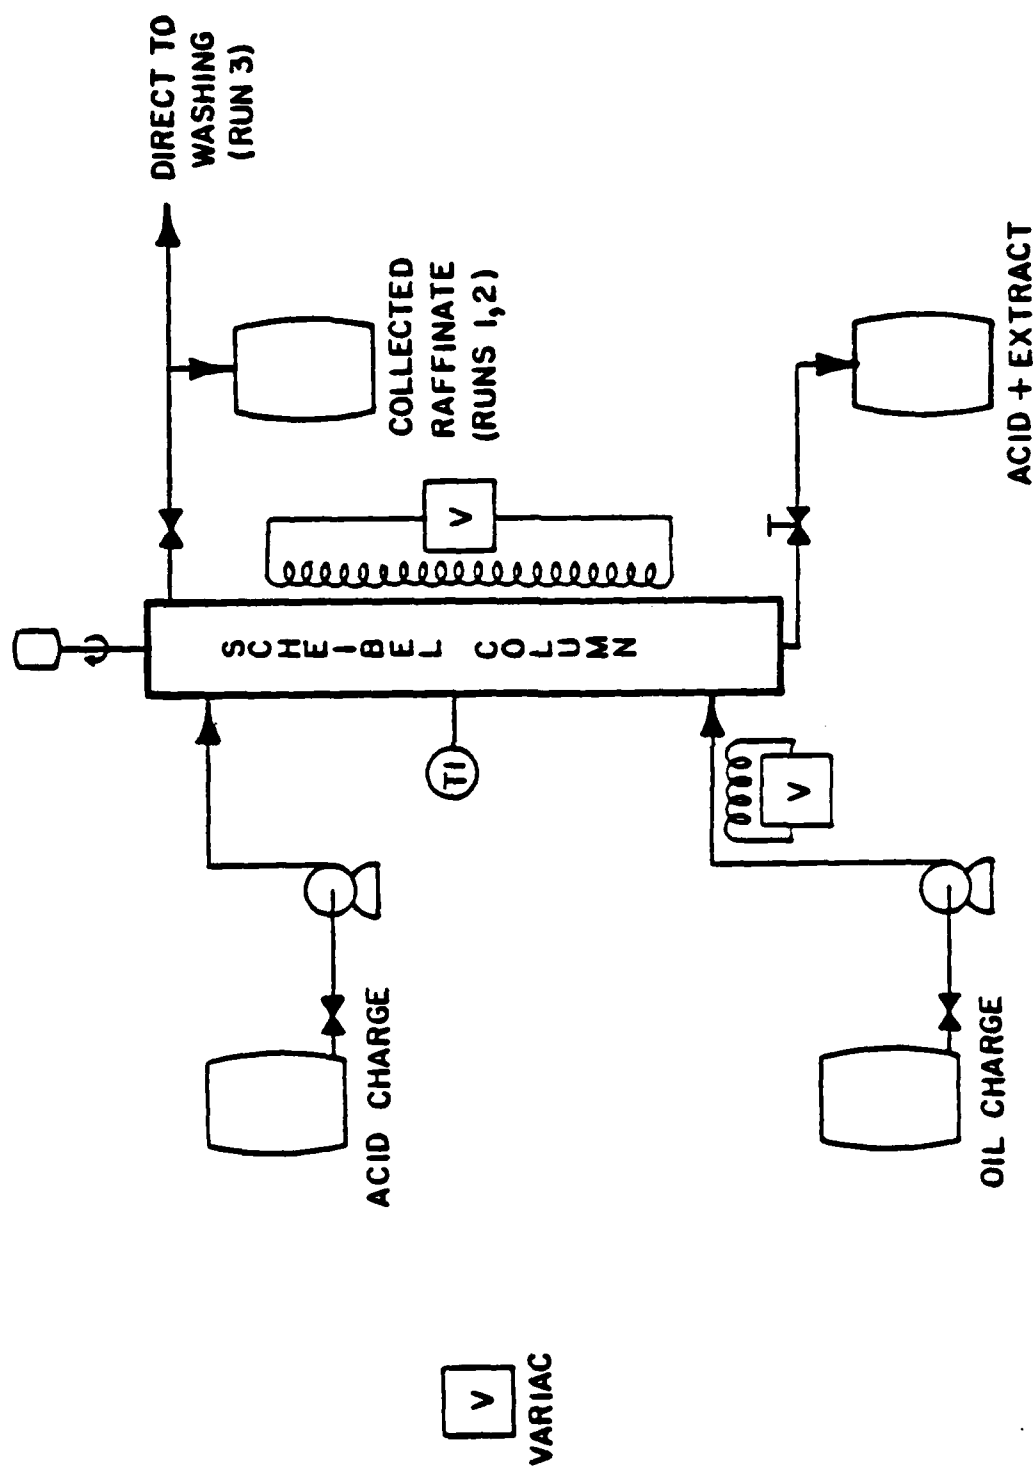 DIRECT TO
WASHING
(RUN 3)
COLLECTED
RAFFINATE
(RUNS 1,2)
V
SCHEIBEL COLUMN
TI
V
ACID CHARGE
ACID + EXTRACT
OIL CHARGE
V
VARIAC